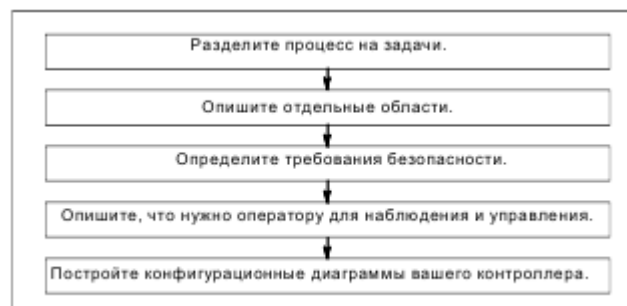 Разделите процесс на задачи.
Опишите отдельные области.
Определите требования безопасности.
Опишите, что нужно оператору для наблюдения и управления.
Постройте конфигурационные диаграммы вашего контроллера.